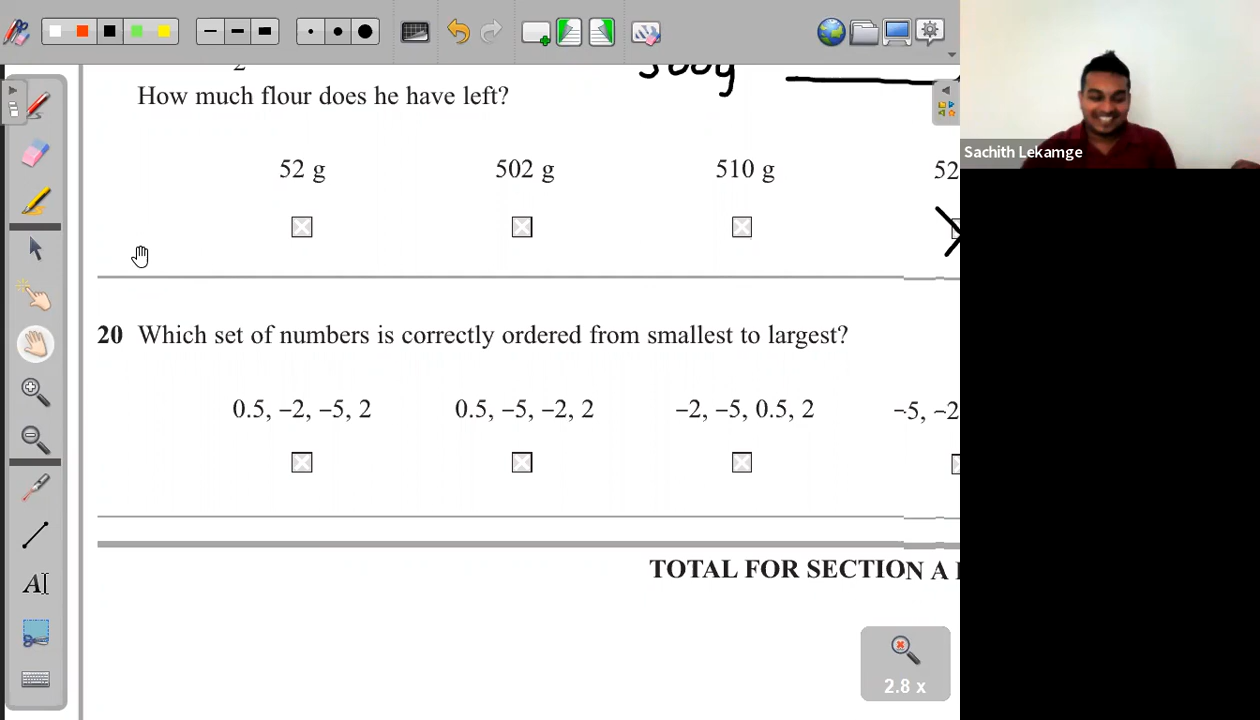 500g
How much flour does he have left?
52 g 502 g 510 g 52
Sachith Lekamge
20 Which set of numbers is correctly ordered from smallest to largest?
0.5, –2, –5, 2 0.5, –5, –2, 2 –2, –5, 0.5, 2 –5, –2
TOTAL FOR SECTION A
2.8 x